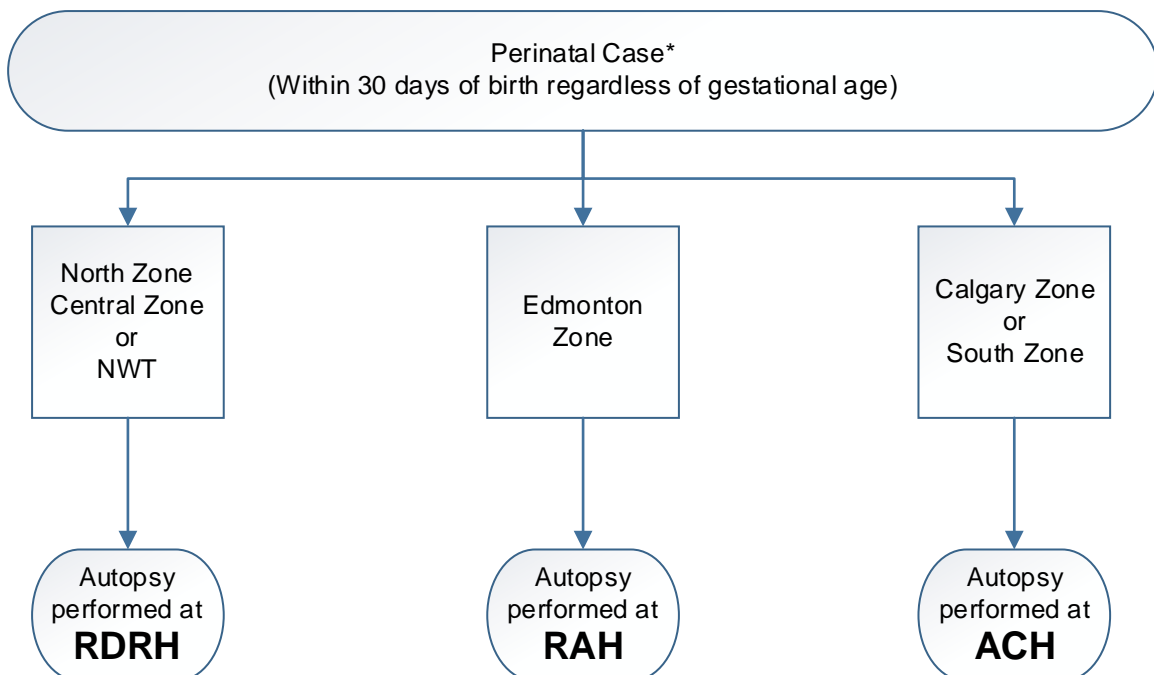 Perinatal Case*
(Within 30 days of birth regardless of gestational age)
North Zone
Central Zone
or
NWT
Edmonton
Zone
Calgary Zone
or
South Zone
Autopsy
performed at
RDRH
Autopsy
performed at
RAH
Autopsy
performed at
ACH